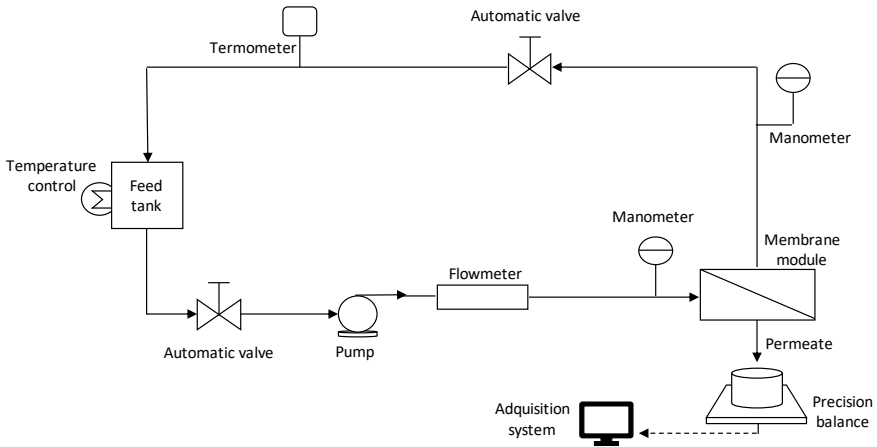 Automatic valve
Termometer
Manometer
Temperature
control
Feed
tank
Manometer
Membrane
module
Flowmeter
Automatic valve
Pump
Permeate
Precision
balance
Adquisition
system